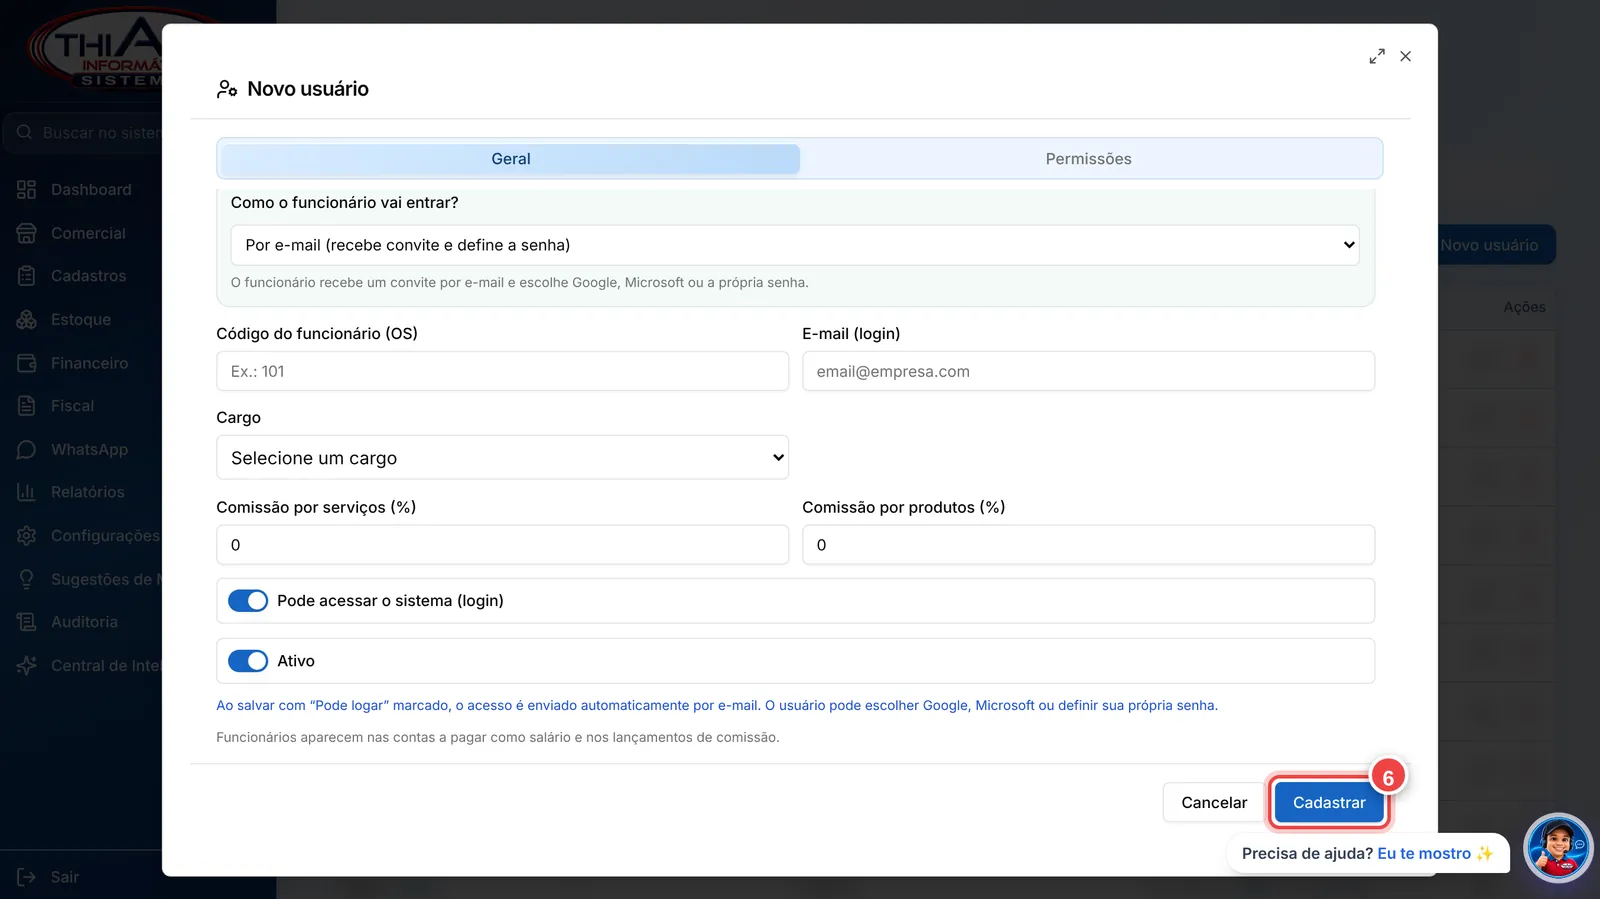 THIA
INFORMÁ
SISTEM
Buscar no sisten
Dashboard
Comercial
Cadastros
Estoque
Financeiro
Fiscal
WhatsApp
Relatórios
Configurações
Sugestões de M
Auditoria
Central de Intel
Sair
Novo usuário
Geral
Permissões
Como o funcionário vai entrar?
Por e-mail (recebe convite e define a senha)
O funcionário recebe um convite por e-mail e escolhe Google, Microsoft ou a própria senha.
Código do funcionário (OS)
E-mail (login)
Ex.: 101
email@empresa.com
Cargo
Selecione um cargo
Comissão por serviços (%)
Comissão por produtos (%)
0
0
Pode acessar o sistema (login)
Ativo
Ao salvar com “Pode logar” marcado, o acesso é enviado automaticamente por e-mail. O usuário pode escolher Google, Microsoft ou definir sua própria senha.
Funcionários aparecem nas contas a pagar como salário e nos lançamentos de comissão.
Cancelar
Cadastrar
6
Novo usuário
Ações
Precisa de ajuda? Eu te mostro ✨